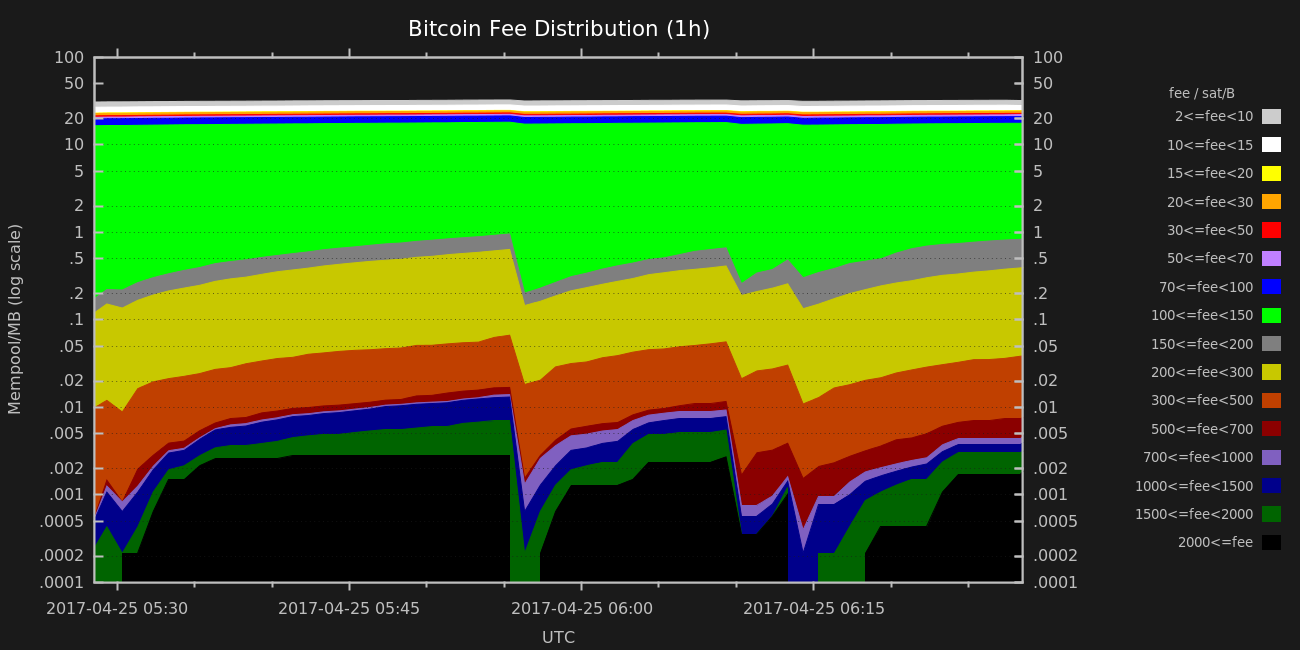 Bitcoin Fee Distribution (1h)
100
50
20
10
5
2
1
.5
.2
.1
.05
.02
.01
.005
.002
.001
.0005
.0002
.0001
Mempool/MB (log scale)
100
50
20
10
5
2
1
.5
.2
.1
.05
.02
.01
.005
.002
.001
.0005
.0002
.0001
2017-04-25 05:30
2017-04-25 05:45
2017-04-25 06:00
2017-04-25 06:15
UTC
fee / sat/B
2<=fee<10
10<=fee<15
15<=fee<20
20<=fee<30
30<=fee<50
50<=fee<70
70<=fee<100
100<=fee<150
150<=fee<200
200<=fee<300
300<=fee<500
500<=fee<700
700<=fee<1000
1000<=fee<1500
1500<=fee<2000
2000<=fee